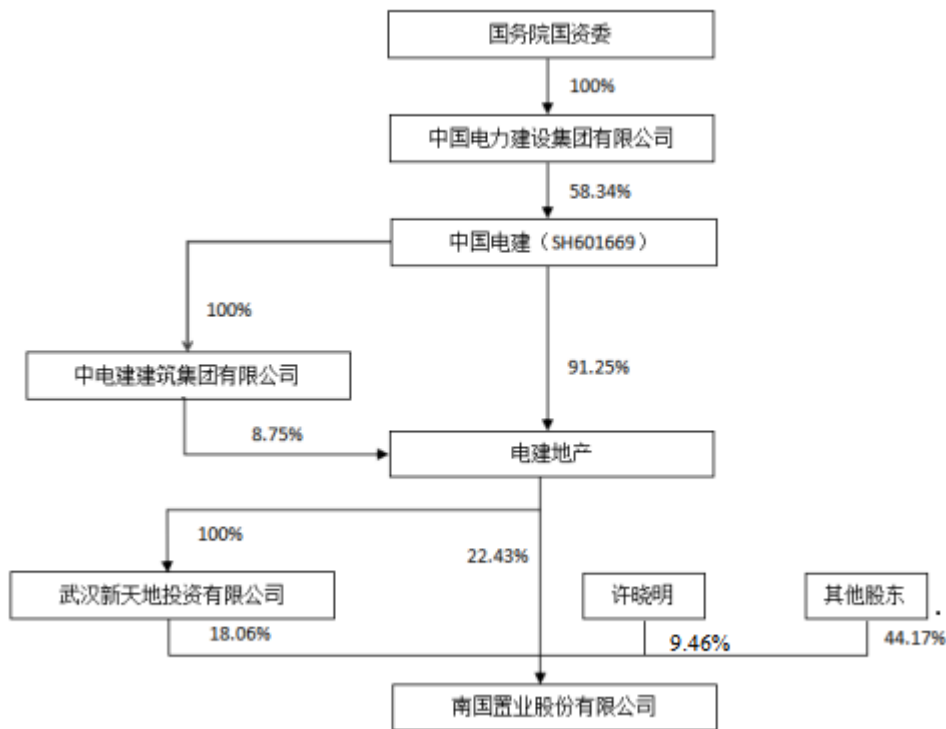 国务院国资委
100%
中国电力建设集团有限公司
58.34%
中国电建（SH601669）
100%
中电建建筑集团有限公司
91.25%
8.75%
电建地产
100%
22.43%
武汉新天地投资有限公司
许晓明
其他股东
18.06%
9.46%
44.17%
南国置业股份有限公司